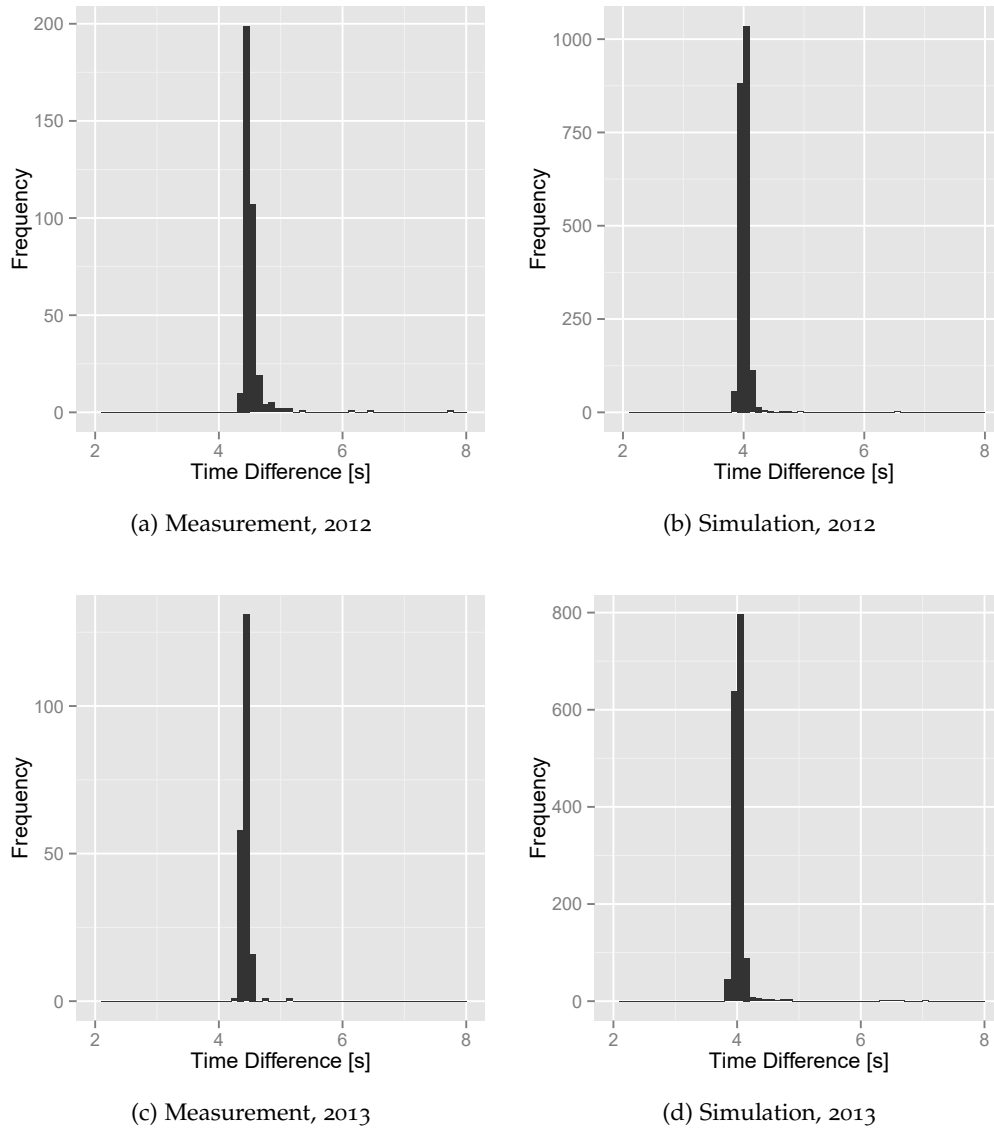 200
150
100
50
0
Frequency
2 4 6 8
Time Difference [s]
(a) Measurement, 2012
1000
750
500
250
0
Frequency
2 4 6 8
Time Difference [s]
(b) Simulation, 2012
100
50
0
Frequency
2 4 6 8
Time Difference [s]
(c) Measurement, 2013
800
600
400
200
0
Frequency
2 4 6 8
Time Difference [s]
(d) Simulation, 2013